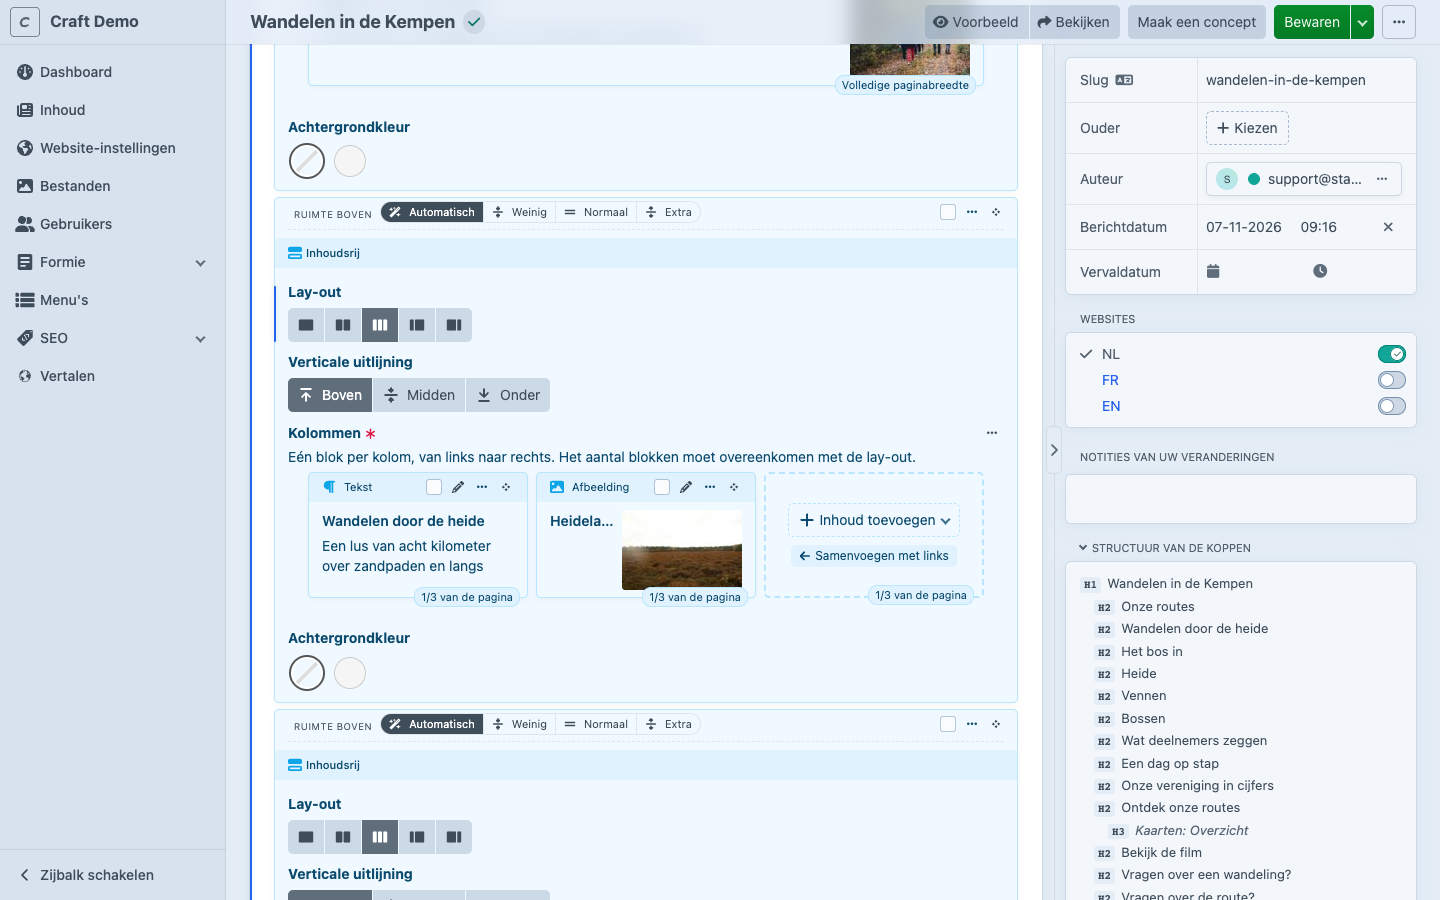 C Craft Demo
Dashboard
Inhoud
Website-instellingen
Bestanden
Gebruikers
Formie
Menu's
SEO
Vertalen
Zijbalk schakelen
Wandelen in de Kempen
Voorbeeld
Bekijken
Maak een concept
Bewaren
Volledige paginabreedte
Achtergrondkleur
RUIMTE BOVEN Automatisch Weinig Normaal Extra
Inhoudsrij
Lay-out
Verticale uitlijning
Boven Midden Onder
Kolommen *
Eén blok per kolom, van links naar rechts. Het aantal blokken moet overeenkomen met de lay-out.
Tekst
Wandelen door de heide
Een lus van acht kilometer
over zandpaden en langs
1/3 van de pagina
Afbeelding
Heidela...
1/3 van de pagina
Inhoud toevoegen
Samenvoegen met links
1/3 van de pagina
Achtergrondkleur
RUIMTE BOVEN Automatisch Weinig Normaal Extra
Inhoudsrij
Lay-out
Verticale uitlijning
Slug wandelen-in-de-kempen
Ouder Kiezen
Auteur S support@sta...
Berichtdatum 07-11-2026 09:16
Vervaldatum
WEBSITES
NL
FR
EN
NOTITIES VAN UW VERANDERINGEN
STRUCTUUR VAN DE KOPPEN
H1 Wandelen in de Kempen
H2 Onze routes
H2 Wandelen door de heide
H2 Het bos in
H2 Heide
H2 Vennen
H2 Bossen
H2 Wat deelnemers zeggen
H2 Een dag op stap
H2 Onze vereniging in cijfers
H2 Ontdek onze routes
H3 Kaarten: Overzicht
H2 Bekijk de film
H2 Vragen over een wandeling?
H2 Vragen over de route?